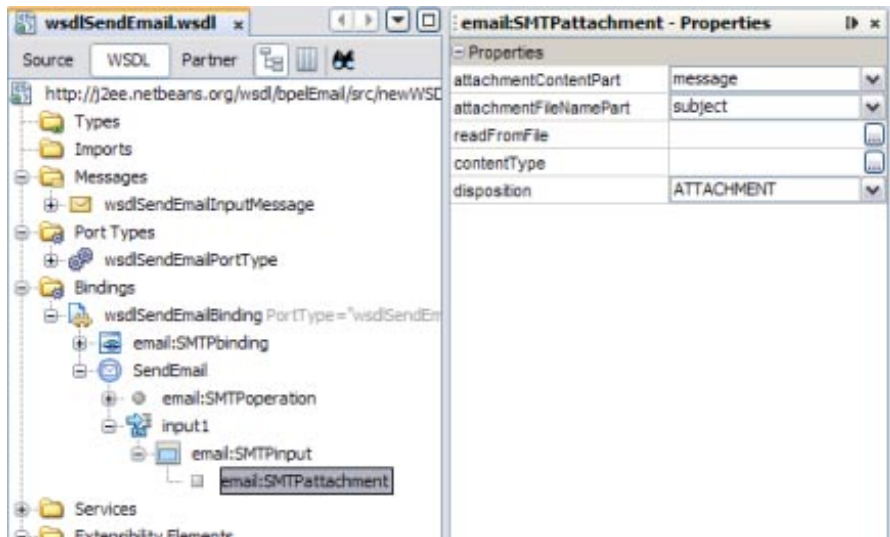 wsdlSendEmail.wsdl
Source WSDL Partner
http://j2ee.netbeans.org/wsdl/bpelEmail/src/newWSD
Types
Imports
Messages
wsdlSendEmailInputMessage
Port Types
wsdlSendEmailPortType
Bindings
wsdlSendEmailBinding PortType="wsdlSendEm
email:SMTPbinding
SendEmail
email:SMTPoperation
input1
email:SMTPinput
email:SMTPattachment
Services
Extensibility Elements
email:SMTPattachment - Properties
Properties
attachmentContentPart message
attachmentFileNamePart subject
readFromFile ...
contentType ...
disposition ATTACHMENT